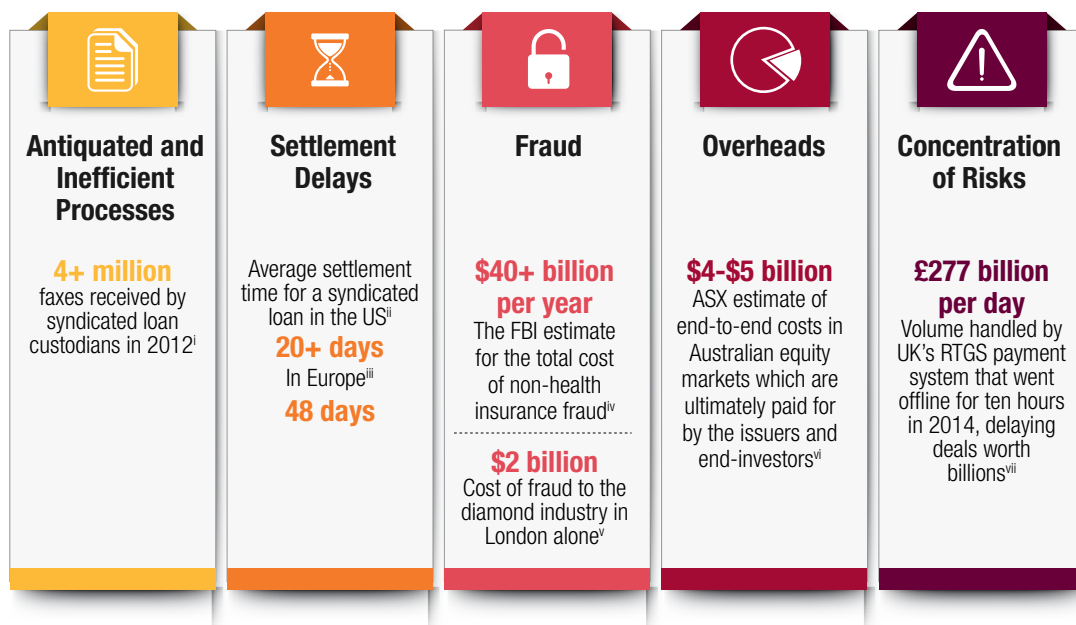 Antiquated and
Inefficient
Processes
4+ million
faxes received by
syndicated loan
custodians in 2012ⁱ
Settlement
Delays
Average settlement
time for a syndicated
loan in the USⁱⁱ
20+ days
In Europeⁱⁱⁱ
48 days
Fraud
$40+ billion
per year
The FBI estimate
for the total cost
of non-health
insurance fraudⁱᵛ
$2 billion
Cost of fraud to the
diamond industry in
London aloneᵛ
Overheads
$4-$5 billion
ASX estimate of
end-to-end costs in
Australian equity
markets which are
ultimately paid for
by the issuers and
end-investorsᵛⁱ
Concentration
of Risks
£277 billion
per day
Volume handled by
UK's RTGS payment
system that went
offline for ten hours
in 2014, delaying
deals worth
billionsᵛⁱⁱ